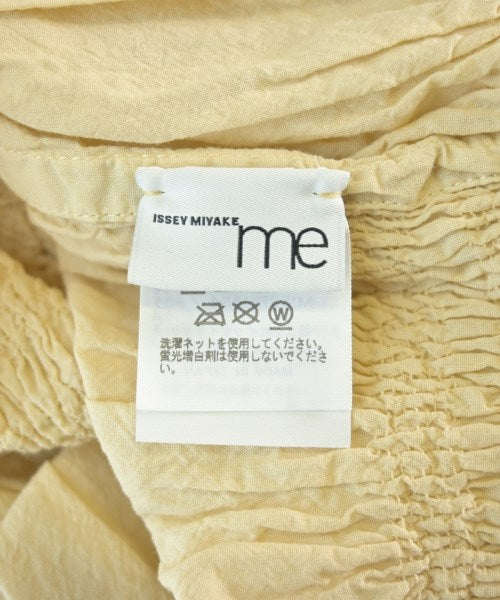 ISSEY MIYAKE me
W
洗濯ネットを使用してください。
蛍光増白剤は使用しないでくださ
い。